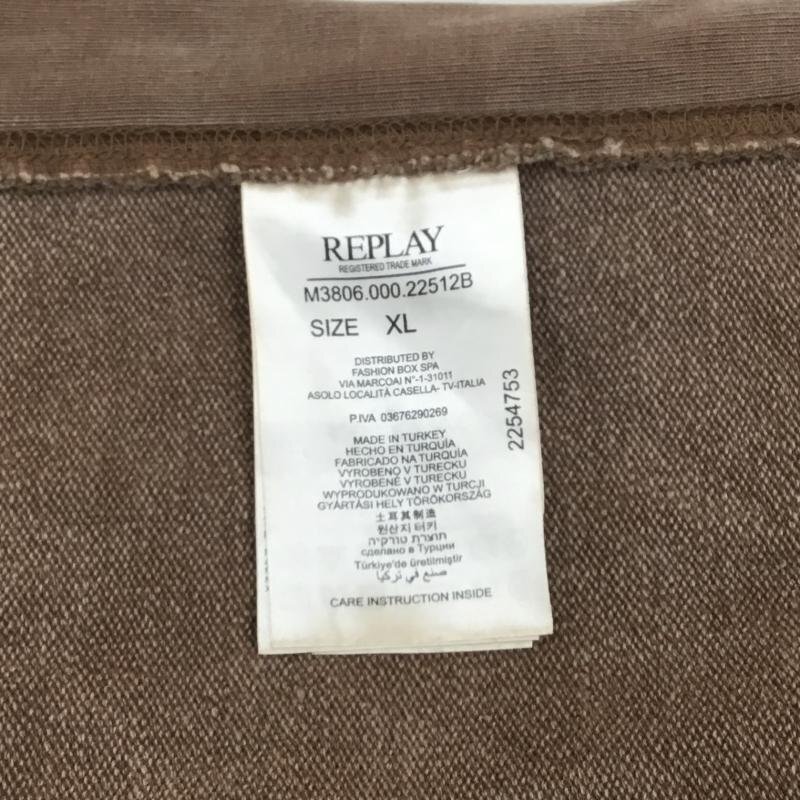 REPLAY
REGISTERED TRADE MARK
M3806.000.22512B
SIZE XL
DISTRIBUTED BY
FASHION BOX SPA
VIA MARCOAI N°-1-31011
ASOLO LOCALITÀ CASELLA- TV-ITALIA
P.IVA 03676290269
2254753
MADE IN TURKEY
HECHO EN TURQUÍA
FABRICADO NA TURQUÍA
VYROBENO V TURECKU
VYROBENÉ V TURECKU
WYPRODUKOWANO W TURCJI
GYÁRTÁSI HELY TÖRÖKORSZÁG
土耳其制造
원산지 터키
תוצרת טורקיה
сделано в Турции
Türkiye'de üretilmiştir
صنع في تركيا
CARE INSTRUCTION INSIDE